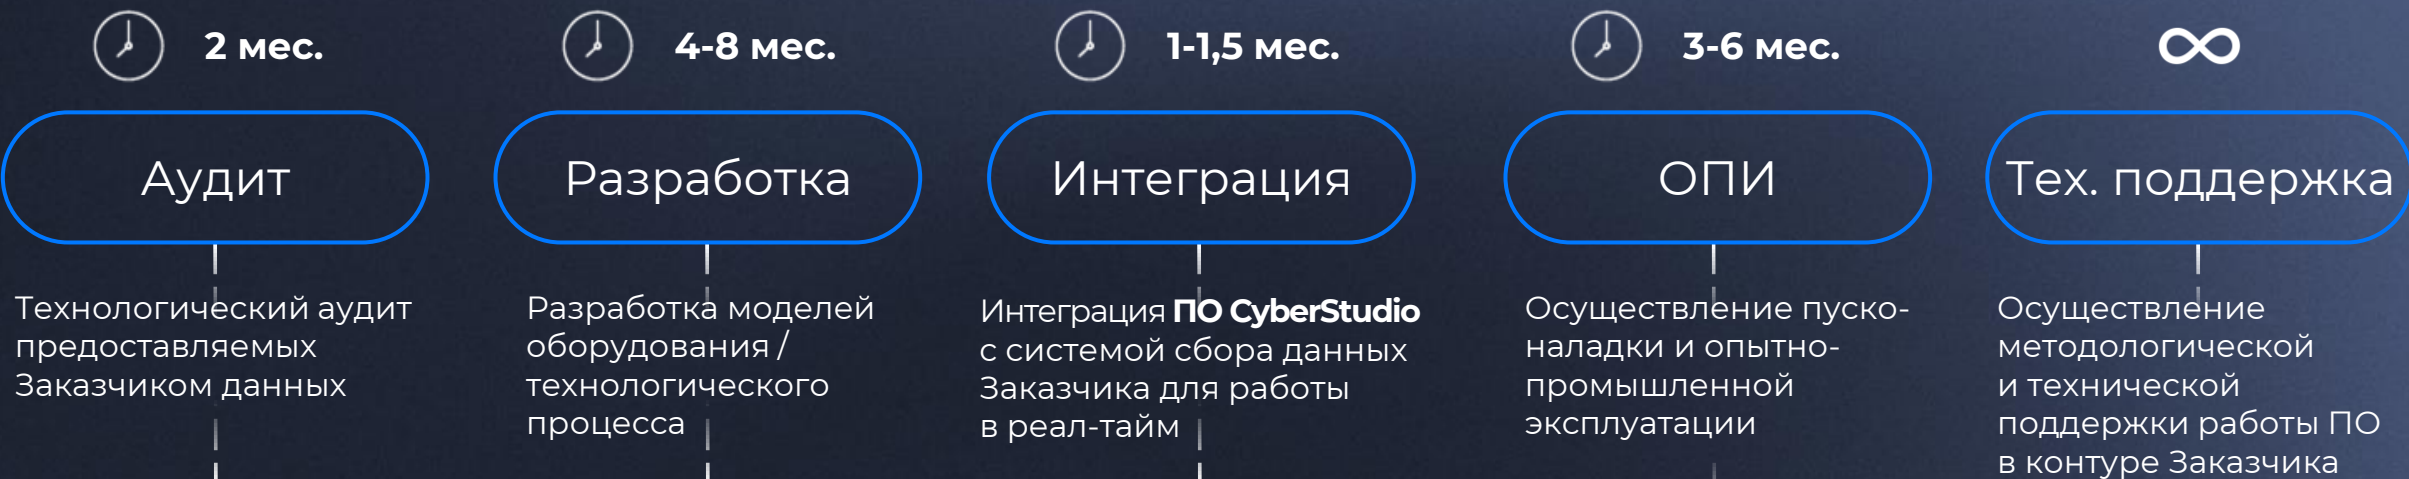 2 мес.
4-8 мес.
1-1,5 мес.
3-6 мес.
∞
Аудит
Разработка
Интеграция
ОПИ
Тех. поддержка
Технологический аудит
предоставляемых
Заказчиком данных
Разработка моделей
оборудования /
технологического
процесса
Интеграция ПО CyberStudio
с системой сбора данных
Заказчика для работы
в реал-тайм
Осуществление пуско-
наладки и опытно-
промышленной
эксплуатации
Осуществление
методологической
и технической
поддержки работы ПО
в контуре Заказчика